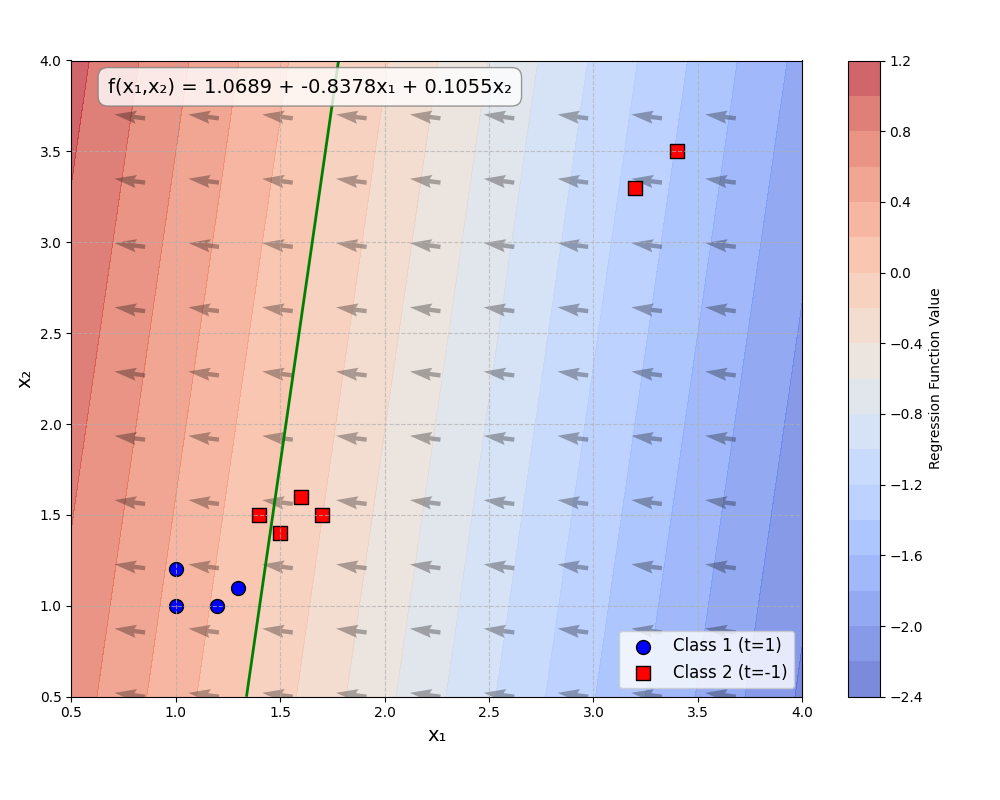 f(x₁,x₂) = 1.0689 + -0.8378x₁ + 0.1055x₂
4.0
3.5
3.0
2.5
2.0
1.5
1.0
0.5
x₂
0.5 1.0 1.5 2.0 2.5 3.0 3.5 4.0
x₁
Class 1 (t=1)
Class 2 (t=-1)
1.2
0.8
0.4
0.0
−0.4
−0.8
−1.2
−1.6
−2.0
−2.4
Regression Function Value